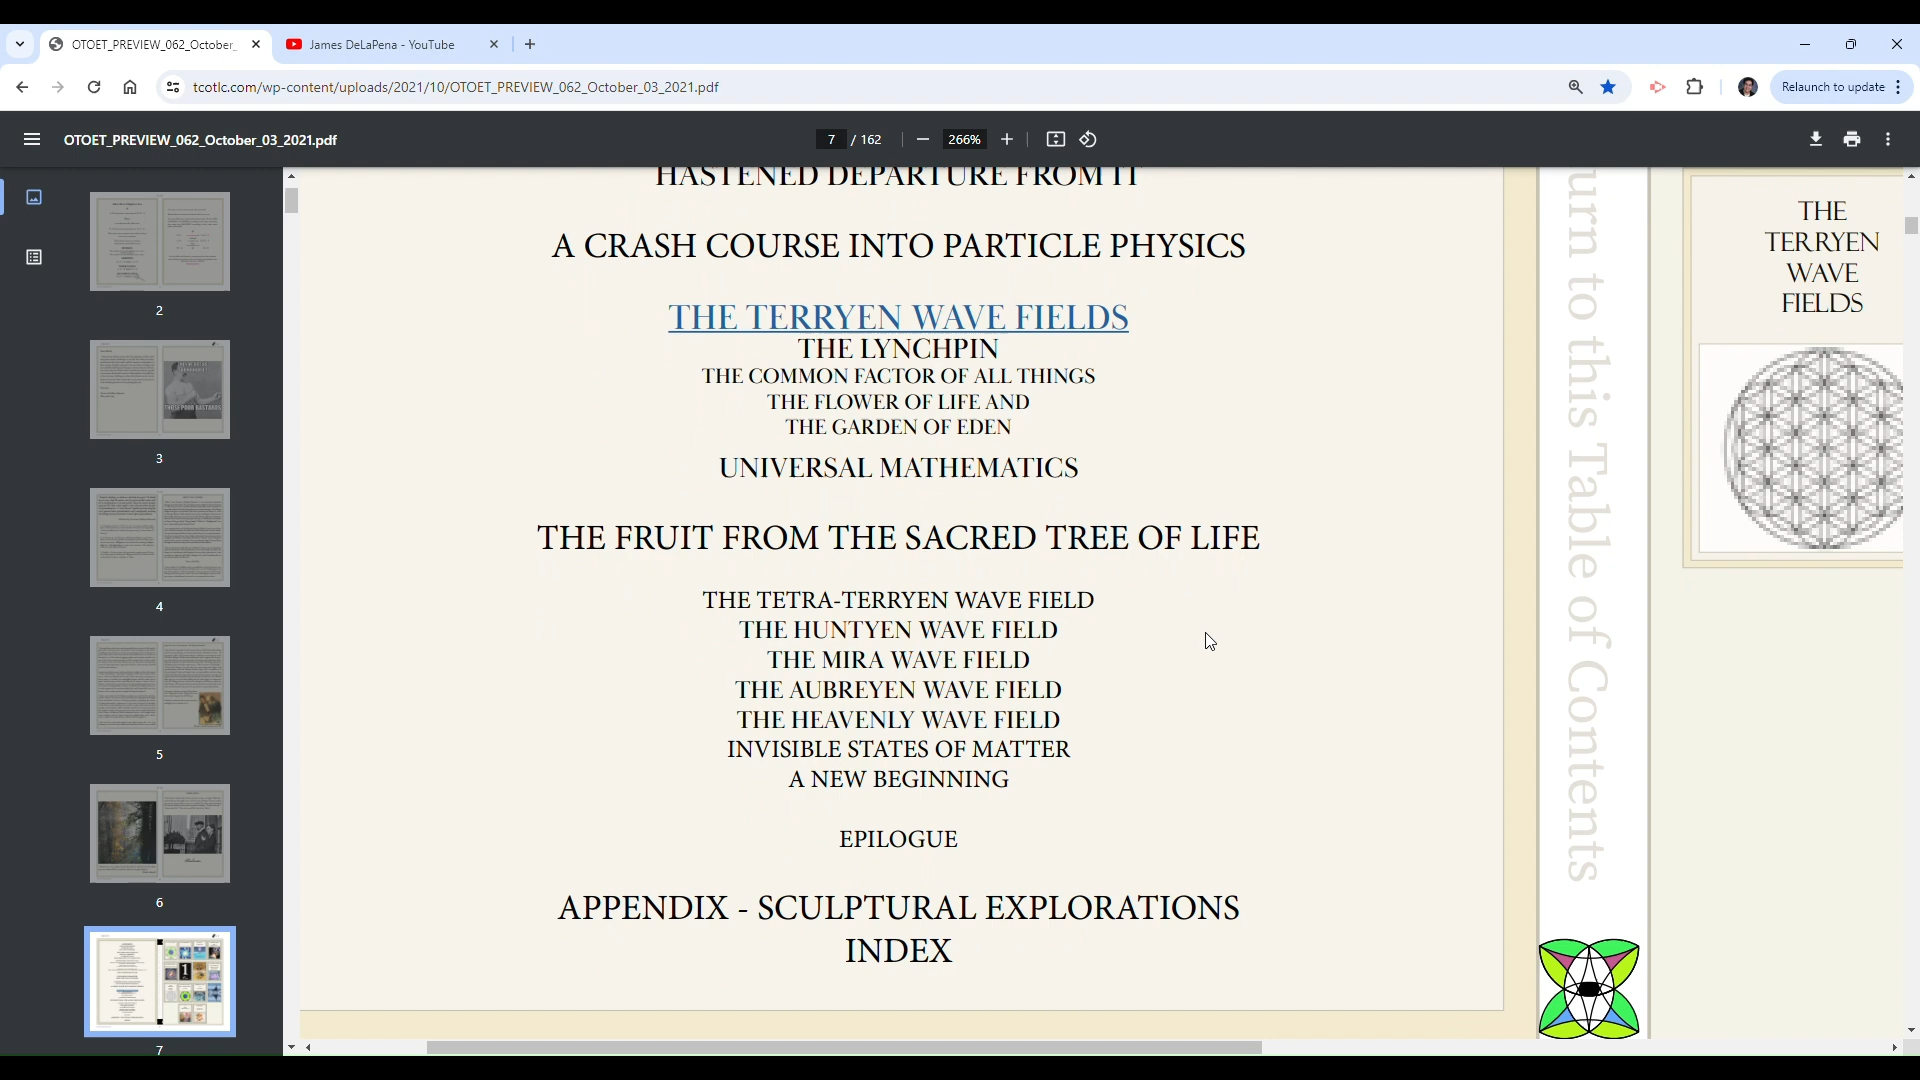 OTOET_PREVIEW_062_October_
James DeLaPena - YouTube
tcotlc.com/wp-content/uploads/2021/10/OTOET_PREVIEW_062_October_03_2021.pdf
Relaunch to update
OTOET_PREVIEW_062_October_03_2021.pdf
7 / 162
266%
2
3
4
5
6
7
HASTENED DEPARTURE FROM IT
A CRASH COURSE INTO PARTICLE PHYSICS
THE TERRYEN WAVE FIELDS
THE LYNCHPIN
THE COMMON FACTOR OF ALL THINGS
THE FLOWER OF LIFE AND
THE GARDEN OF EDEN
UNIVERSAL MATHEMATICS
THE FRUIT FROM THE SACRED TREE OF LIFE
THE TETRA-TERRYEN WAVE FIELD
THE HUNTYEN WAVE FIELD
THE MIRA WAVE FIELD
THE AUBREYEN WAVE FIELD
THE HEAVENLY WAVE FIELD
INVISIBLE STATES OF MATTER
A NEW BEGINNING
EPILOGUE
APPENDIX - SCULPTURAL EXPLORATIONS
INDEX
urn to this Table of Contents
THE
TERRYEN
WAVE
FIELDS